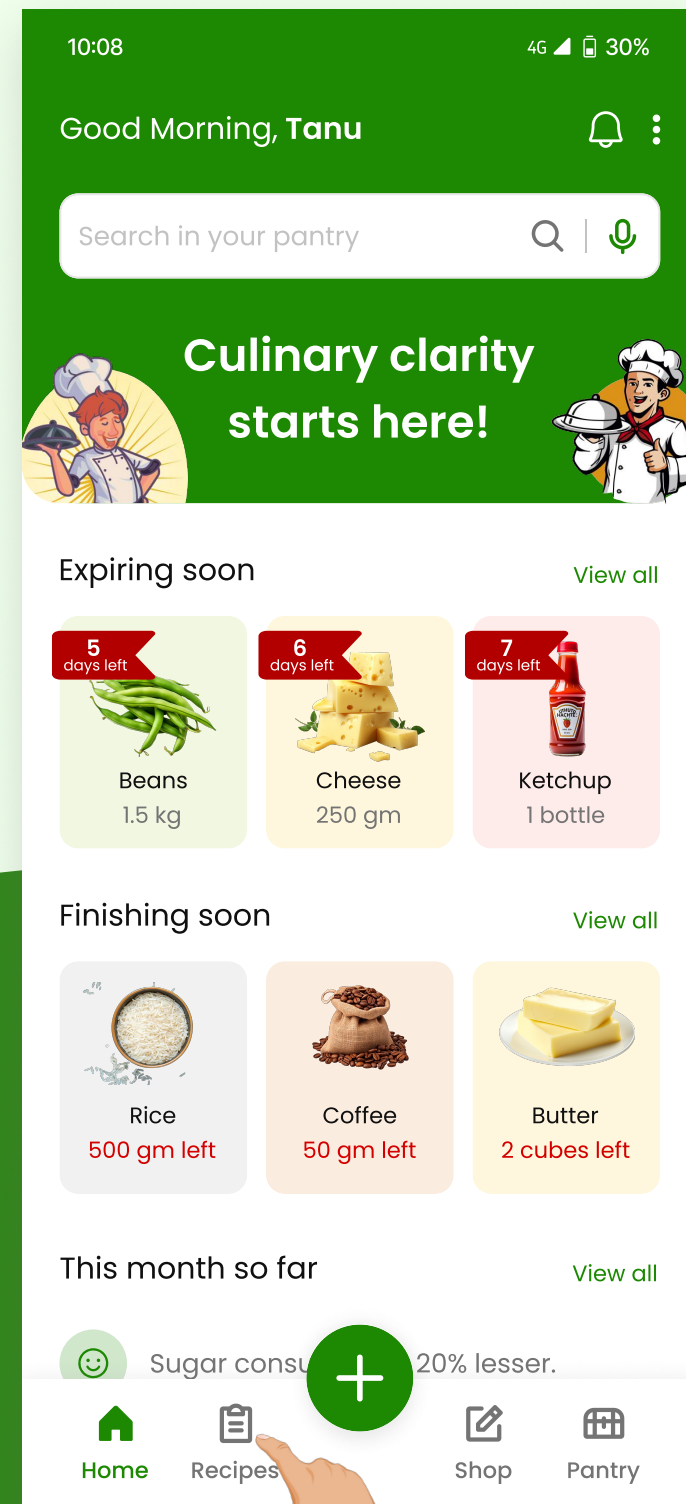 10:08
4G 30%
Good Morning, Tanu
Search in your pantry
Culinary clarity
starts here!
Expiring soon
View all
5
days left
6
days left
7
days left
Beans
Cheese
Ketchup
1.5 kg
250 gm
1 bottle
Finishing soon
View all
Rice
Coffee
Butter
500 gm left
50 gm left
2 cubes left
This month so far
View all
Sugar consu 20% lesser.
Home
Recipes
Shop
Pantry